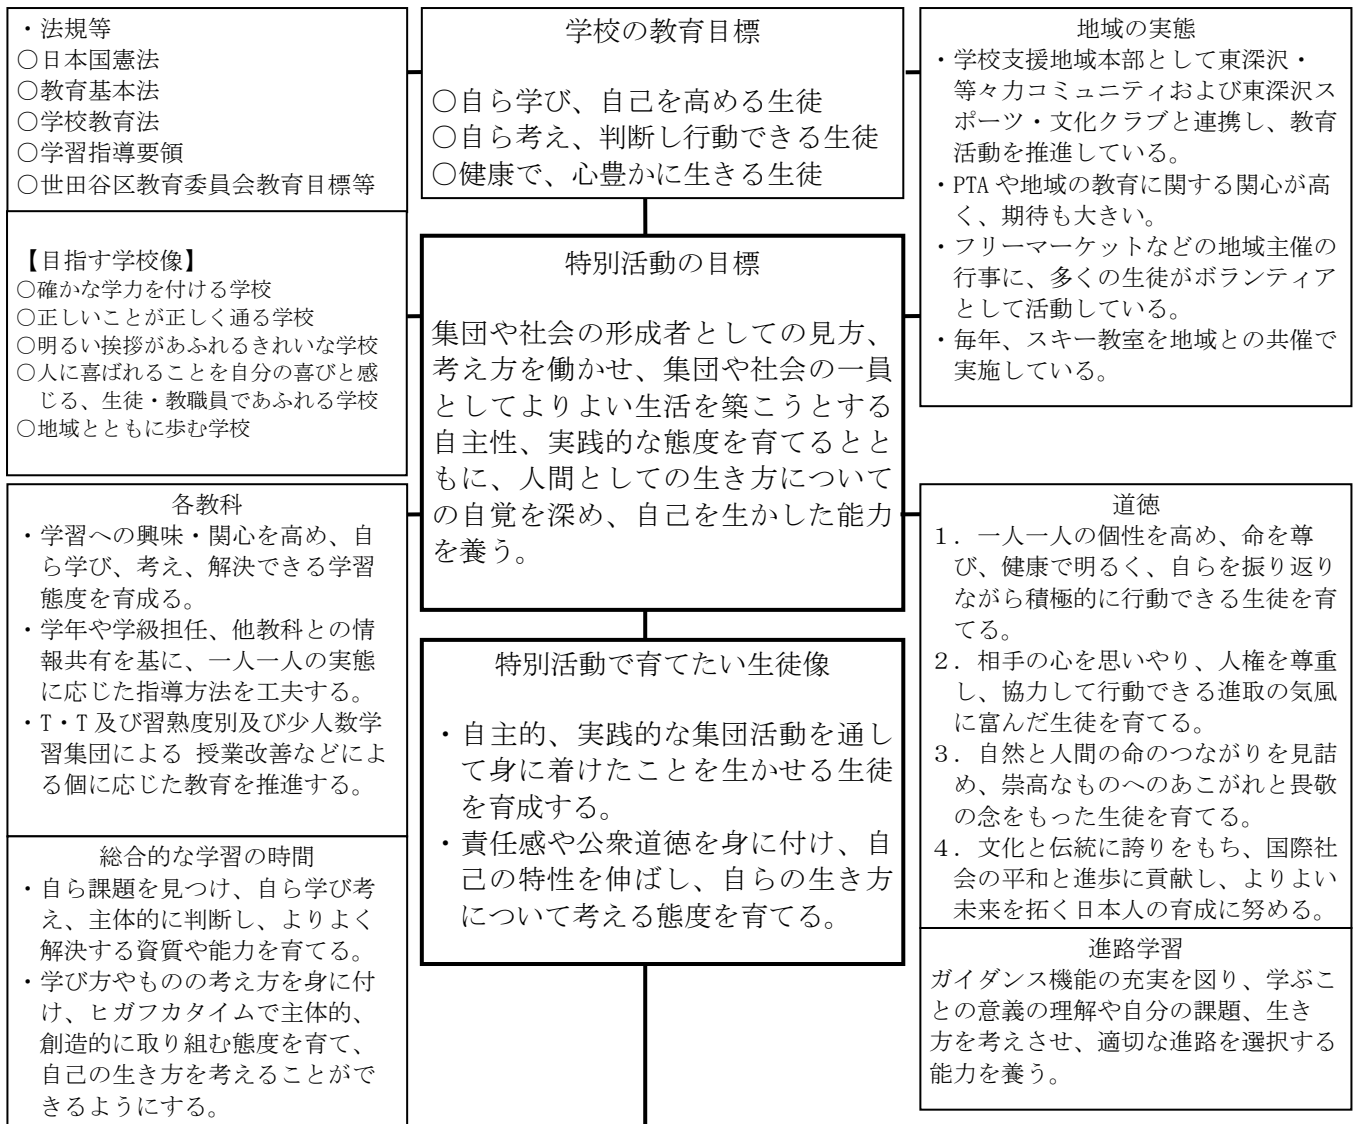 ・法規等
○日本国憲法
○教育基本法
○学校教育法
○学習指導要領
○世田谷区教育委員会教育目標等
【目指す学校像】
○確かな学力を付ける学校
○正しいことが正しく通る学校
○明るい挨拶があふれるきれいな学校
○人に喜ばれることを自分の喜びと感
じる、生徒・教職員であふれる学校
○地域とともに歩む学校
各教科
・学習への興味・関心を高め、自
ら学び、考え、解決できる学習
態度を育成る。
・学年や学級担任、他教科との情
報共有を基に、一人一人の実態
に応じた指導方法を工夫する。
・T・T 及び習熟度別及び少人数学
習集団による 授業改善などによ
る個に応じた教育を推進する。
総合的な学習の時間
・自ら課題を見つけ、自ら学び考
え、主体的に判断し、よりよく
解決する資質や能力を育てる。
・学び方やものの考え方を身に付
け、ヒガフカタイムで主体的、
創造的に取り組む態度を育て、
自己の生き方を考えることがで
きるようにする。
学校の教育目標
○自ら学び、自己を高める生徒
○自ら考え、判断し行動できる生徒
○健康で、心豊かに生きる生徒
特別活動の目標
集団や社会の形成者としての見方、
考え方を働かせ、集団や社会の一員
としてよりよい生活を築こうとする
自主性、実践的な態度を育てるとと
もに、人間としての生き方について
の自覚を深め、自己を生かした能力
を養う。
特別活動で育てたい生徒像
・自主的、実践的な集団活動を通し
て身に着けたことを生かせる生徒
を育成する。
・責任感や公衆道徳を身に付け、自
己の特性を伸ばし、自らの生き方
について考える態度を育てる。
地域の実態
・学校支援地域本部として東深沢・
等々力コミュニティおよび東深沢ス
ポーツ・文化クラブと連携し、教育
活動を推進している。
・PTA や地域の教育に関する関心が高
く、期待も大きい。
・フリーマーケットなどの地域主催の
行事に、多くの生徒がボランティア
として活動している。
・毎年、スキー教室を地域との共催で
実施している。
道徳
１．一人一人の個性を高め、命を尊
び、健康で明るく、自らを振り返り
ながら積極的に行動できる生徒を育
てる。
２．相手の心を思いやり、人権を尊重
し、協力して行動できる進取の気風
に富んだ生徒を育てる。
３．自然と人間の命のつながりを見詰
め、崇高なものへのあこがれと畏敬
の念をもった生徒を育てる。
４．文化と伝統に誇りをもち、国際社
会の平和と進歩に貢献し、よりよい
未来を拓く日本人の育成に努める。
進路学習
ガイダンス機能の充実を図り、学ぶこ
との意義の理解や自分の課題、生き
方を考えさせ、適切な進路を選択する
能力を養う。